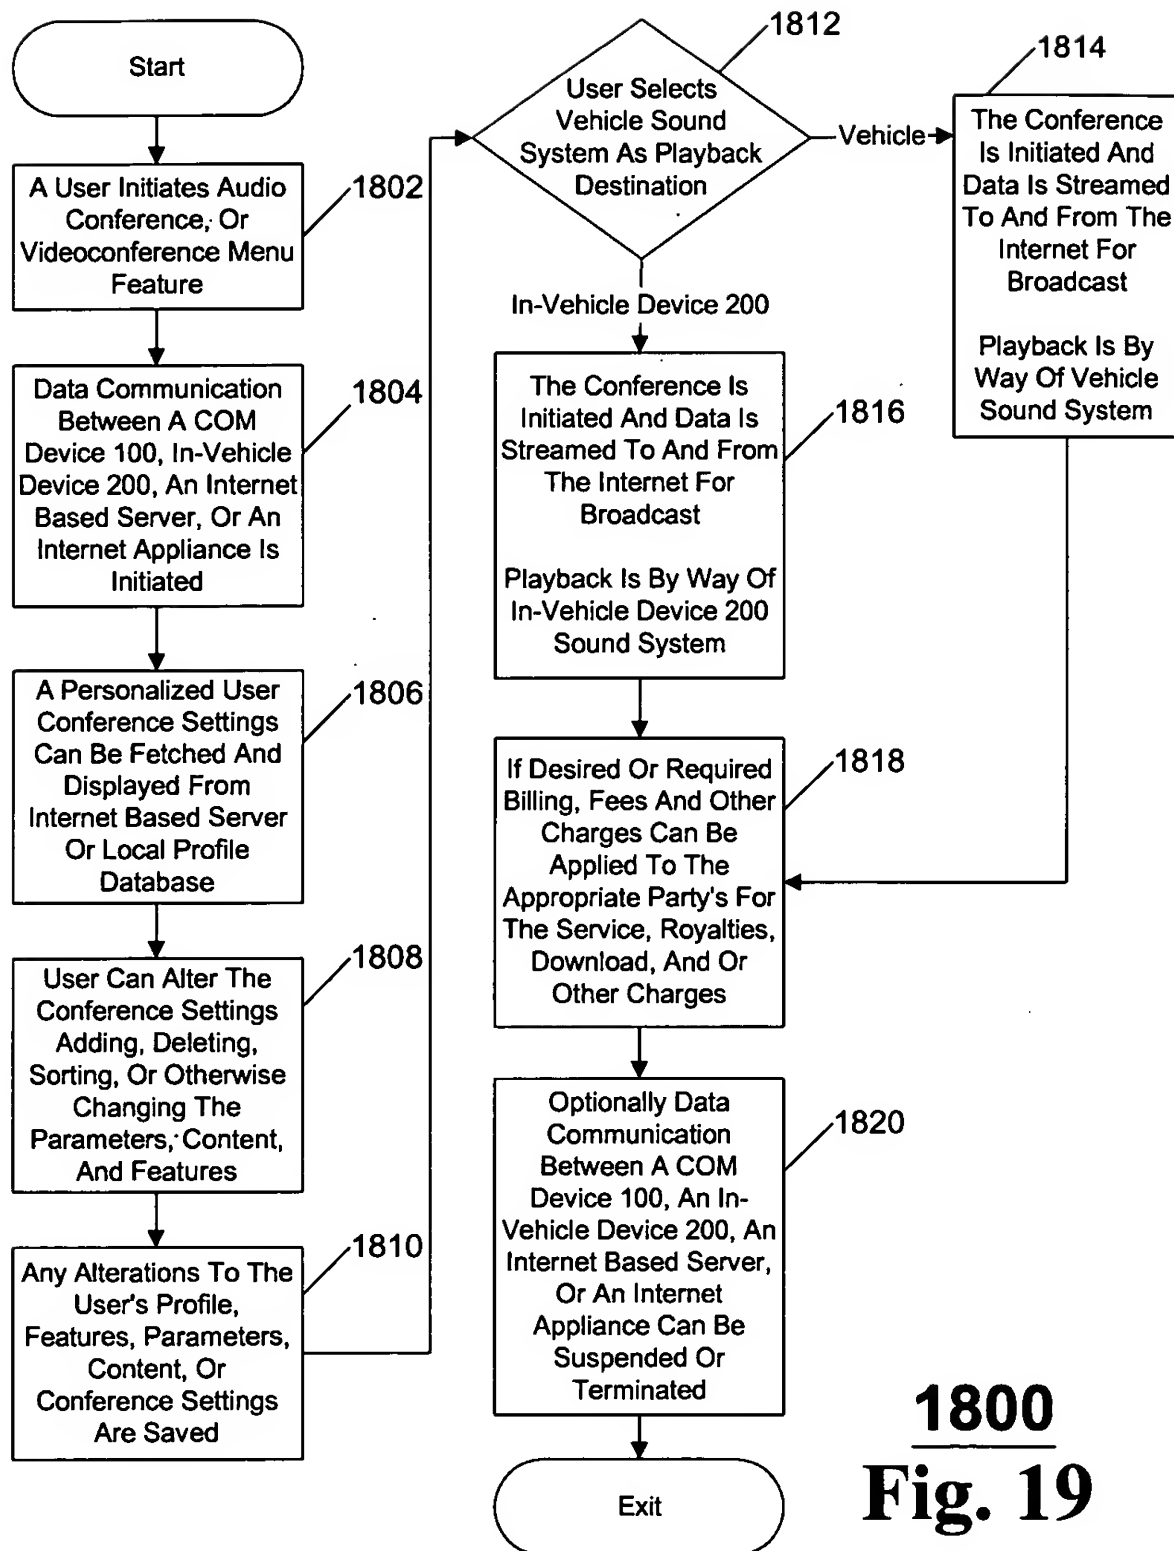 Start
A User Initiates Audio
Conference, Or
Videoconference Menu
Feature
1802
Data Communication
Between A COM
Device 100, In-Vehicle
Device 200, An Internet
Based Server, Or An
Internet Appliance Is
Initiated
1804
A Personalized User
Conference Settings
Can Be Fetched And
Displayed From
Internet Based Server
Or Local Profile
Database
1806
User Can Alter The
Conference Settings
Adding, Deleting,
Sorting, Or Otherwise
Changing The
Parameters, Content,
And Features
1808
Any Alterations To The
User's Profile,
Features, Parameters,
Content, Or
Conference Settings
Are Saved
1810
User Selects
Vehicle Sound
System As Playback
Destination
1812
Vehicle
In-Vehicle Device 200
The Conference
Is Initiated And
Data Is Streamed
To And From The
Internet For
Broadcast
Playback Is By
Way Of Vehicle
Sound System
1814
The Conference Is
Initiated And Data Is
Streamed To And From
The Internet For
Broadcast
Playback Is By Way Of
In-Vehicle Device 200
Sound System
1816
If Desired Or Required
Billing, Fees And Other
Charges Can Be
Applied To The
Appropriate Party's For
The Service, Royalties,
Download, And Or
Other Charges
1818
Optionally Data
Communication
Between A COM
Device 100, An In-
Vehicle Device 200, An
Internet Based Server,
Or An Internet
Appliance Can Be
Suspended Or
Terminated
1820
Exit
1800
Fig. 19